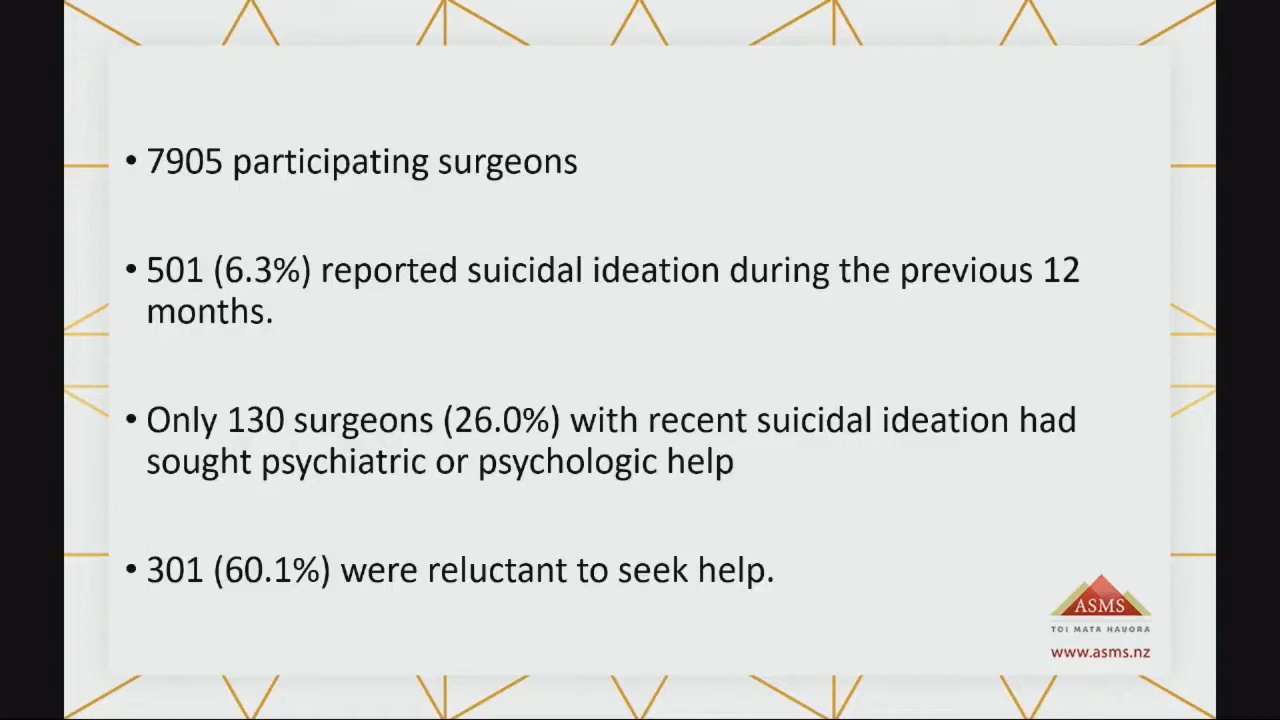 • 7905 participating surgeons
• 501 (6.3%) reported suicidal ideation during the previous 12
months.
• Only 130 surgeons (26.0%) with recent suicidal ideation had
sought psychiatric or psychologic help
• 301 (60.1%) were reluctant to seek help.
ASMS
TOI MATA HAUORA
www.asms.nz